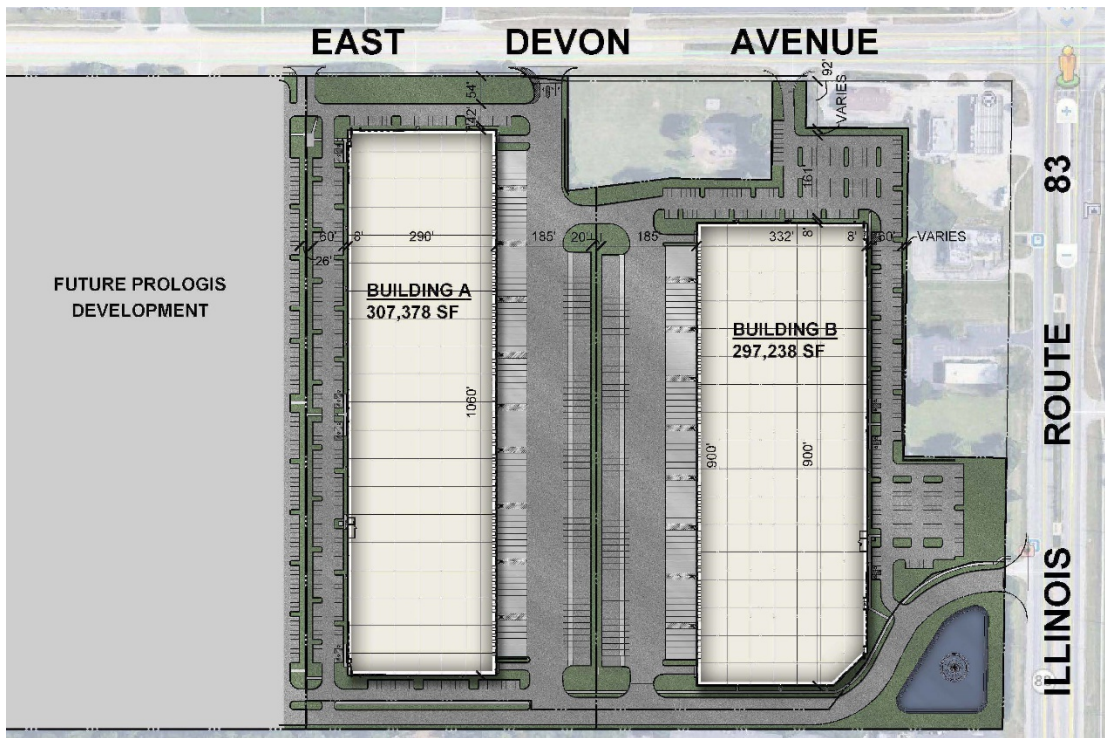 EAST DEVON AVENUE
92'
VARIES
54'
42'
161'
60'
8'
290'
185'
20'
185'
332'
8'
8'
60'
VARIES
26'
FUTURE PROLOGIS
DEVELOPMENT
BUILDING A
307,378 SF
BUILDING B
297,238 SF
1060'
900'
900'
ILLINOIS ROUTE 83